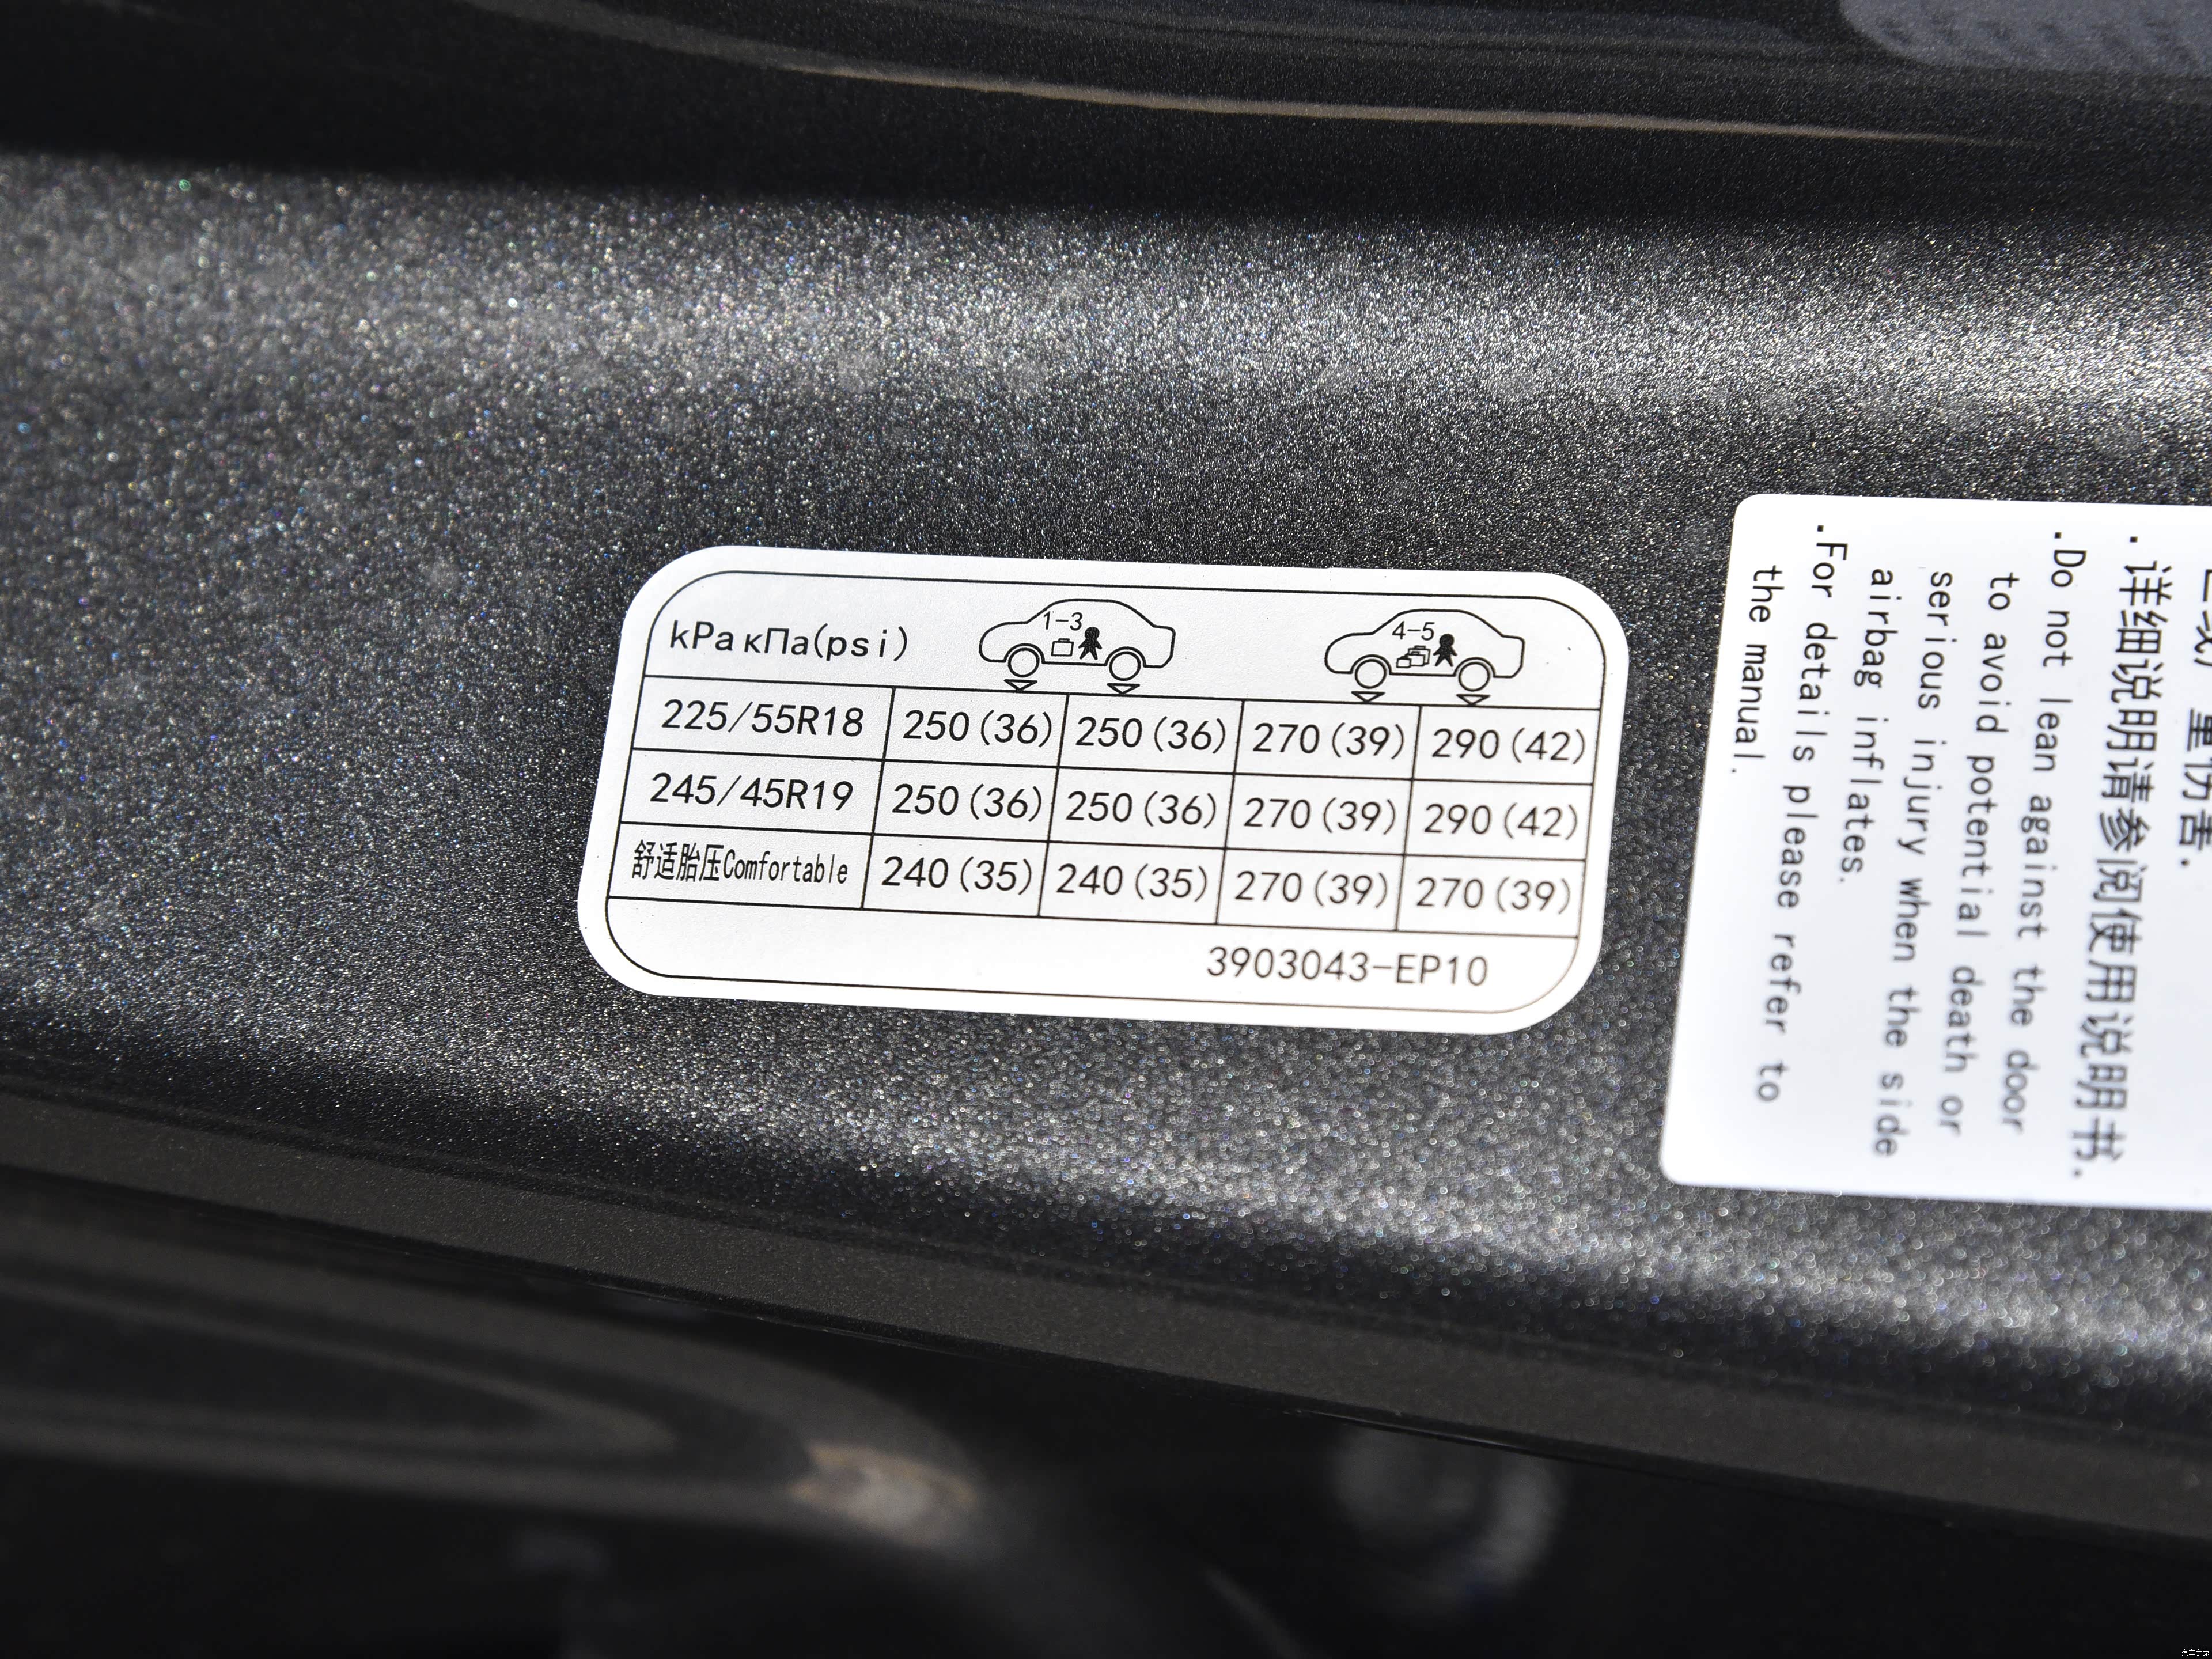 kPa кПа(psi) 1-3 4-5
225/55R18 250(36) 250(36) 270(39) 290(42)
245/45R19 250(36) 250(36) 270(39) 290(42)
舒适胎压Comfortable 240(35) 240(35) 270(39) 270(39)
3903043-EP10
.详细说明请参阅使用说明书.
.Do not lean against the door
to avoid potential death or
serious injury when the side
airbag inflates.
.For details please refer to
the manual.
汽车之家